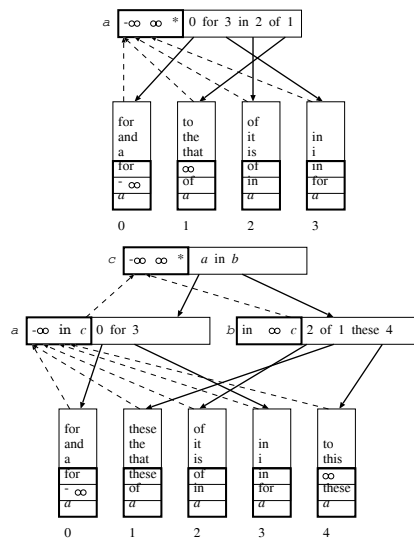 a -∞ ∞ * 0 for 3 in 2 of 1
for to of in
and the it i
a that is in
for ∞ of for
-∞ of in a
a a a
0 1 2 3
c -∞ ∞ * a in b
a -∞ in c 0 for 3 b in ∞ c 2 of 1 these 4
for these of in to
and the it i this
a that is in ∞
for these of for these
-∞ of in a a
a a a
0 1 2 3 4